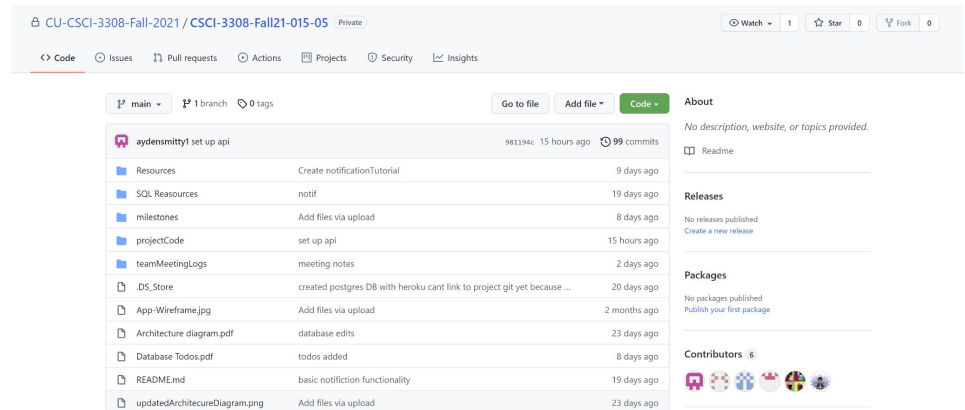 CU-CSCI-3308-Fall-2021 / CSCI-3308-Fall21-015-05 Private
Watch 1 Star 0 Fork 0
<> Code Issues Pull requests Actions Projects Security Insights
main 1 branch 0 tags Go to file Add file Code
aydensmitty1 set up api 981194c 15 hours ago 99 commits
Resources Create notificationTutorial 9 days ago
SQL Reasources notif 19 days ago
milestones Add files via upload 8 days ago
projectCode set up api 15 hours ago
teamMeetingLogs meeting notes 2 days ago
.DS_Store created postgres DB with heroku cant link to project git yet because ... 20 days ago
App-Wireframe.jpg Add files via upload 2 months ago
Architecture diagram.pdf database edits 23 days ago
Database Todos.pdf todos added 8 days ago
README.md basic notifiction functionality 19 days ago
updatedArchitecureDiagram.png Add files via upload 23 days ago
About
No description, website, or topics provided.
Readme
Releases
No releases published
Create a new release
Packages
No packages published
Publish your first package
Contributors 6